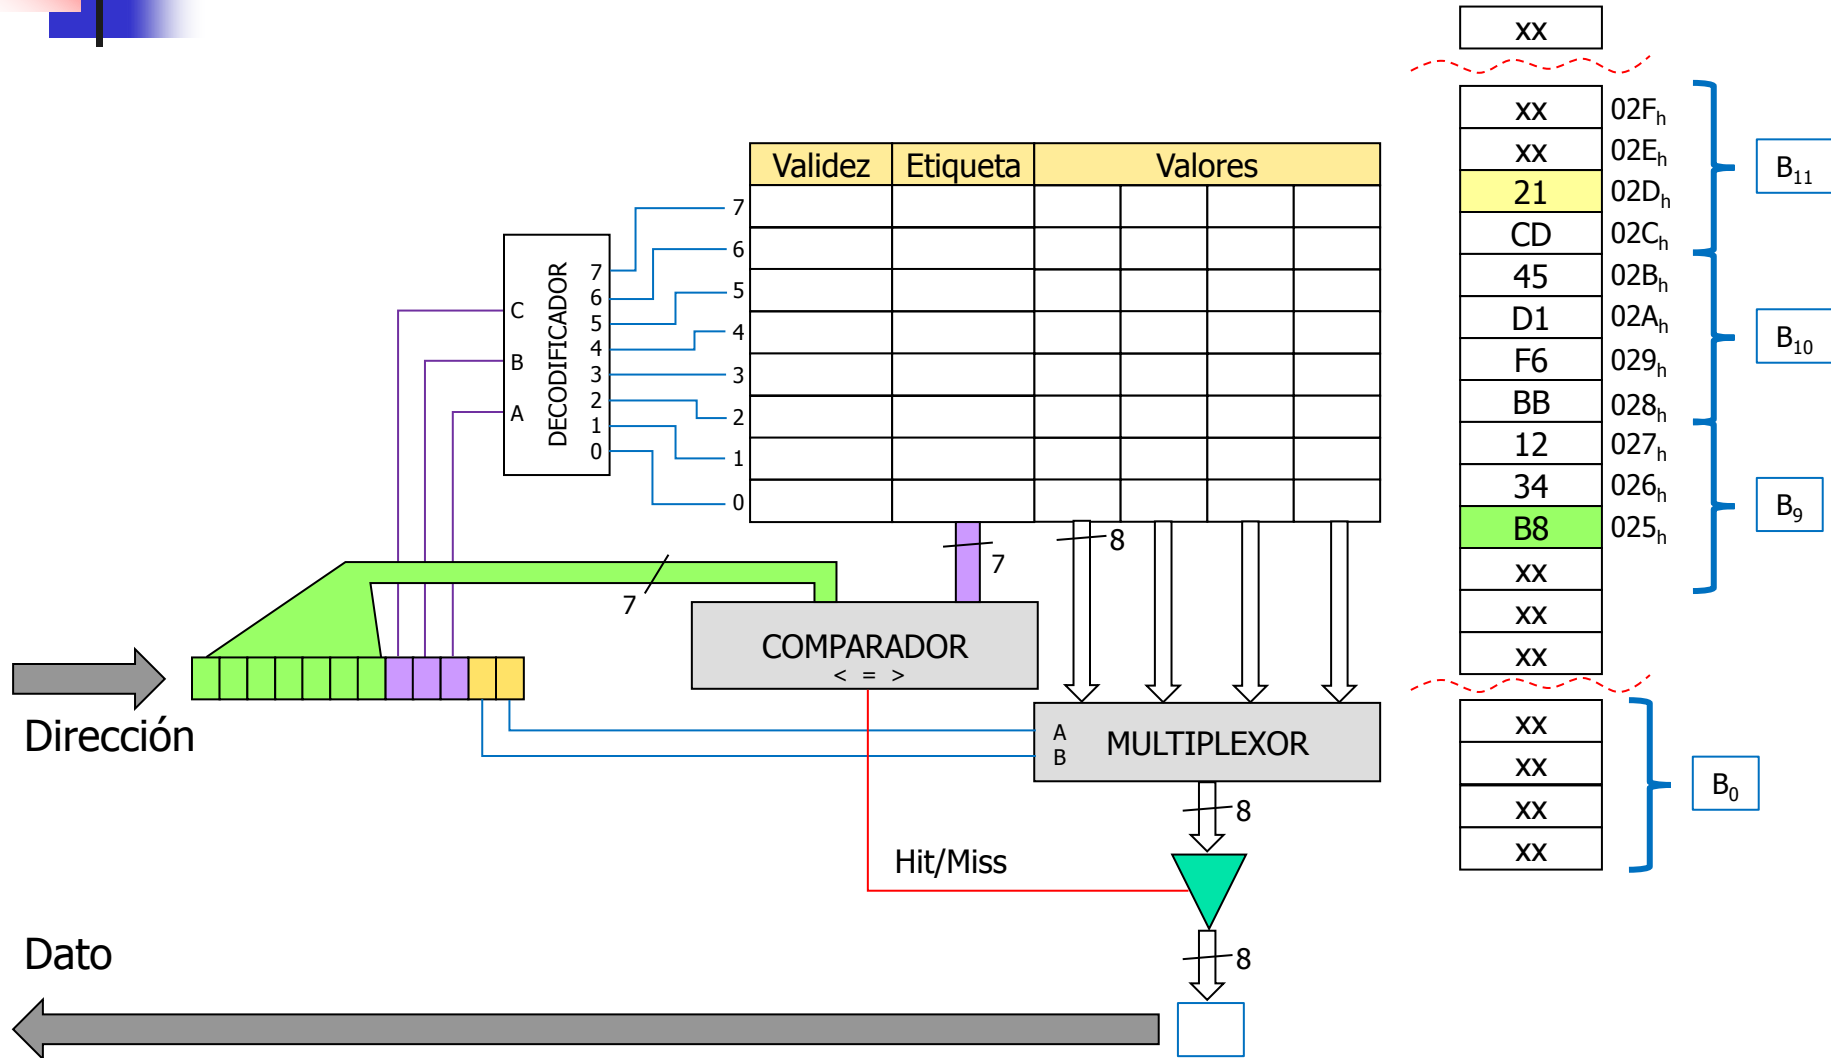 xx
xx 02Fh
xx 02Eh
21 02Dh
CD 02Ch
B11
45 02Bh
D1 02Ah
F6 029h
BB 028h
B10
12 027h
34 026h
B8 025h
xx
B9
xx
xx
xx
xx
xx
xx
B0
Validez Etiqueta Valores
7
6
5
4
3
2
1
0
DECODIFICADOR
C
B
A
7
6
5
4
3
2
1
0
7
7
8
COMPARADOR
< = >
Dirección
A
B
MULTIPLEXOR
8
Hit/Miss
8
Dato